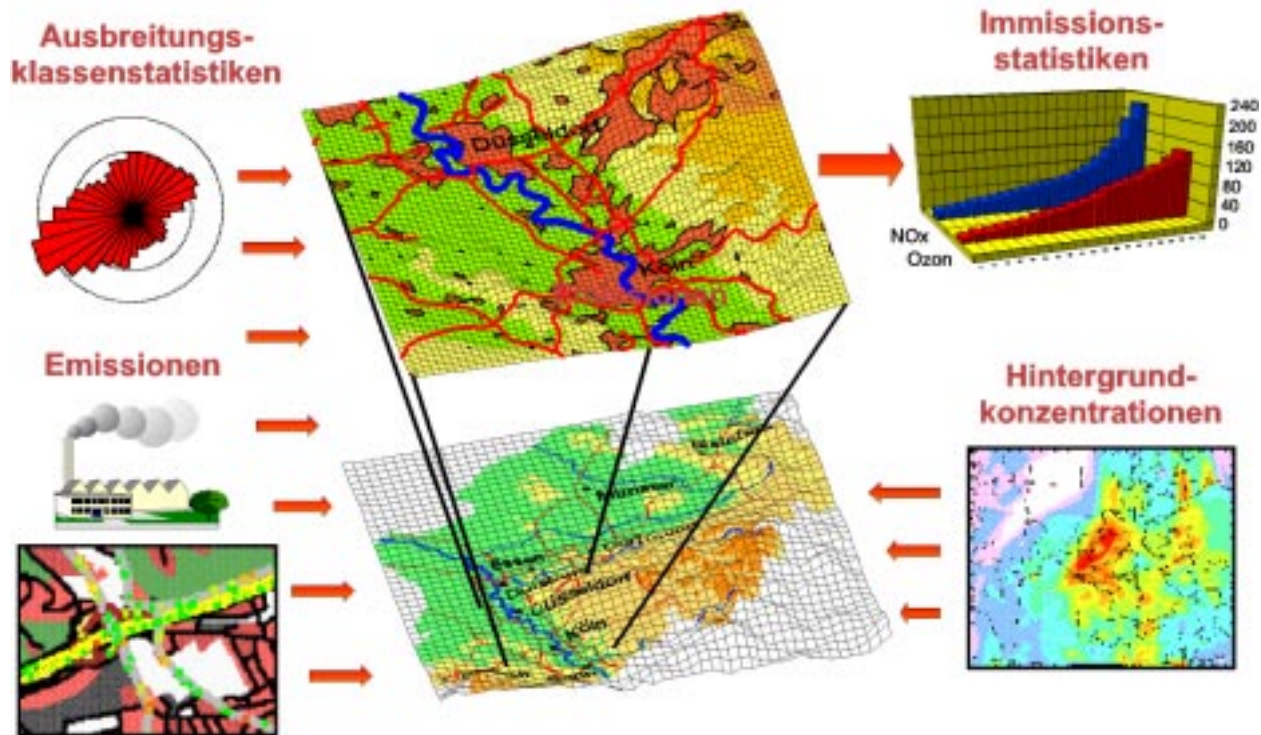 Ausbreitungs-
klassenstatistiken
Immissions-
statistiken
240
200
160
120
80
40
0
NOx
Ozon
Düsseldorf
Köln
Emissionen
Hintergrund-
konzentrationen
Münster
Essen
Düsseldorf
Köln